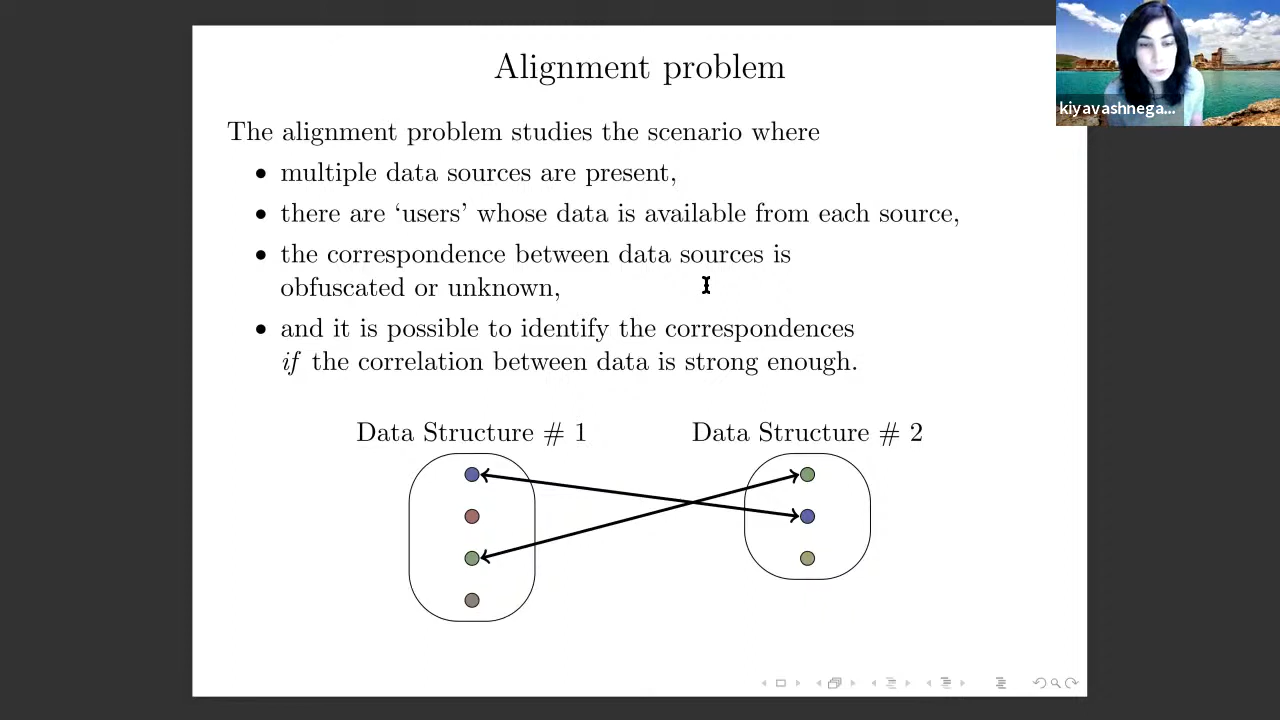 Alignment problem
kiyavashnega...
The alignment problem studies the scenario where
• multiple data sources are present,
• there are ‘users’ whose data is available from each source,
• the correspondence between data sources is
obfuscated or unknown,
• and it is possible to identify the correspondences
if the correlation between data is strong enough.
Data Structure # 1
Data Structure # 2